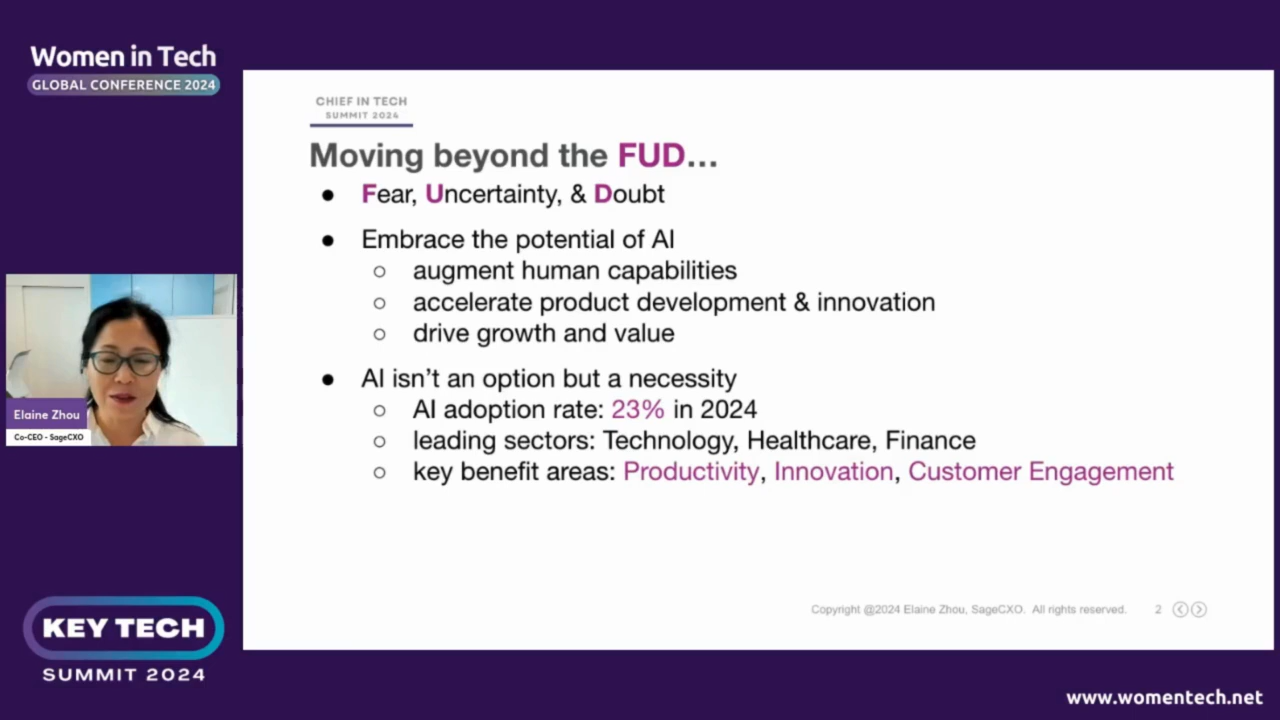 Women in Tech
GLOBAL CONFERENCE 2024
CHIEF IN TECH
SUMMIT 2024
Moving beyond the FUD...
● Fear, Uncertainty, & Doubt
● Embrace the potential of AI
○ augment human capabilities
○ accelerate product development & innovation
○ drive growth and value
● AI isn't an option but a necessity
○ AI adoption rate: 23% in 2024
○ leading sectors: Technology, Healthcare, Finance
○ key benefit areas: Productivity, Innovation, Customer Engagement
Copyright @2024 Elaine Zhou, SageCXO. All rights reserved. 2
Elaine Zhou
Co-CEO - SageCXO
KEY TECH
SUMMIT 2024
www.womentech.net